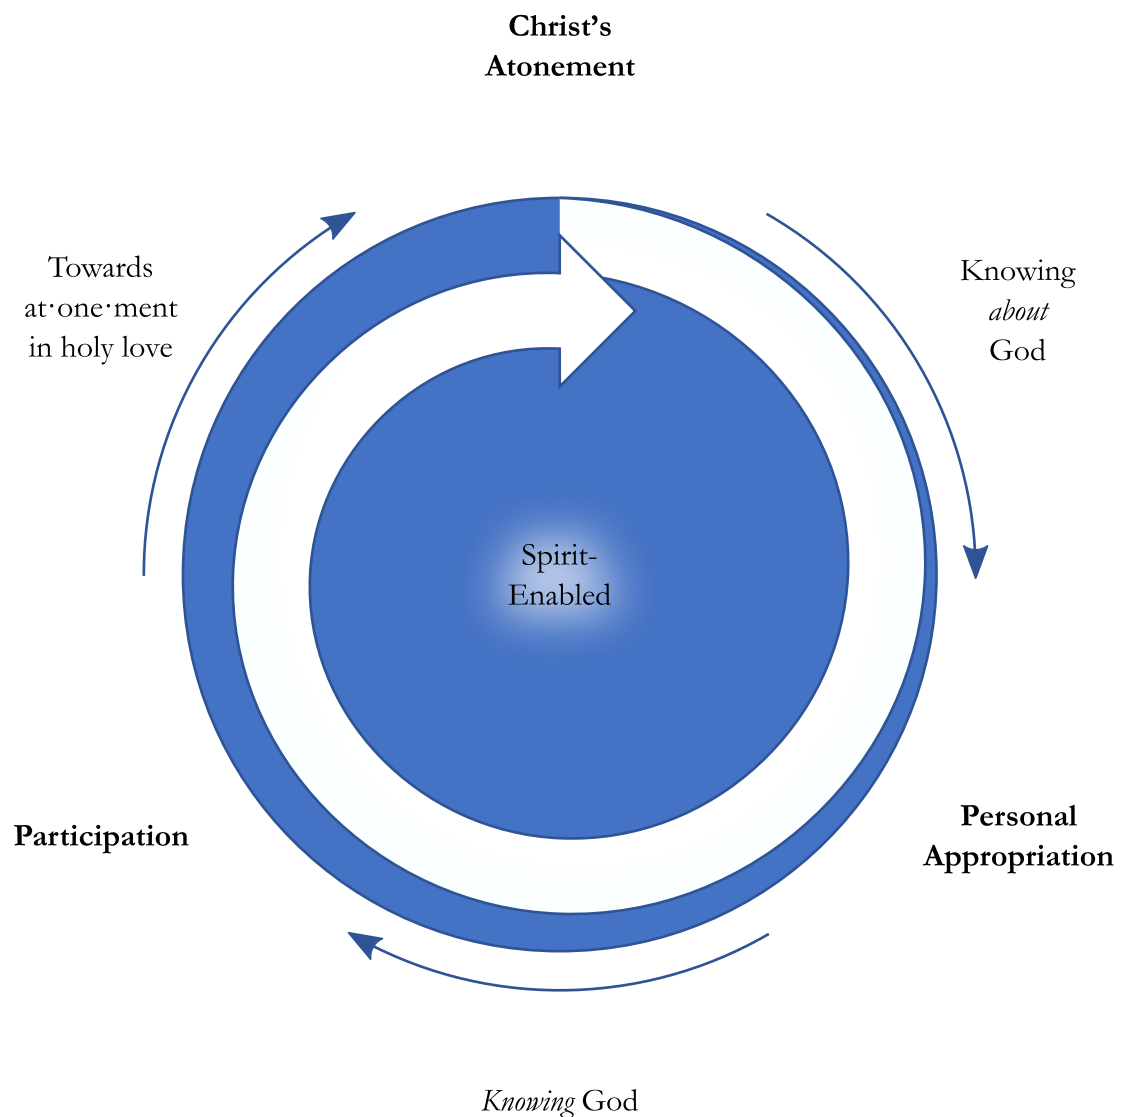 Christ’s
Atonement
Towards
at·one·ment
in holy love
Knowing
about
God
Spirit-
Enabled
Participation
Personal
Appropriation
Knowing God